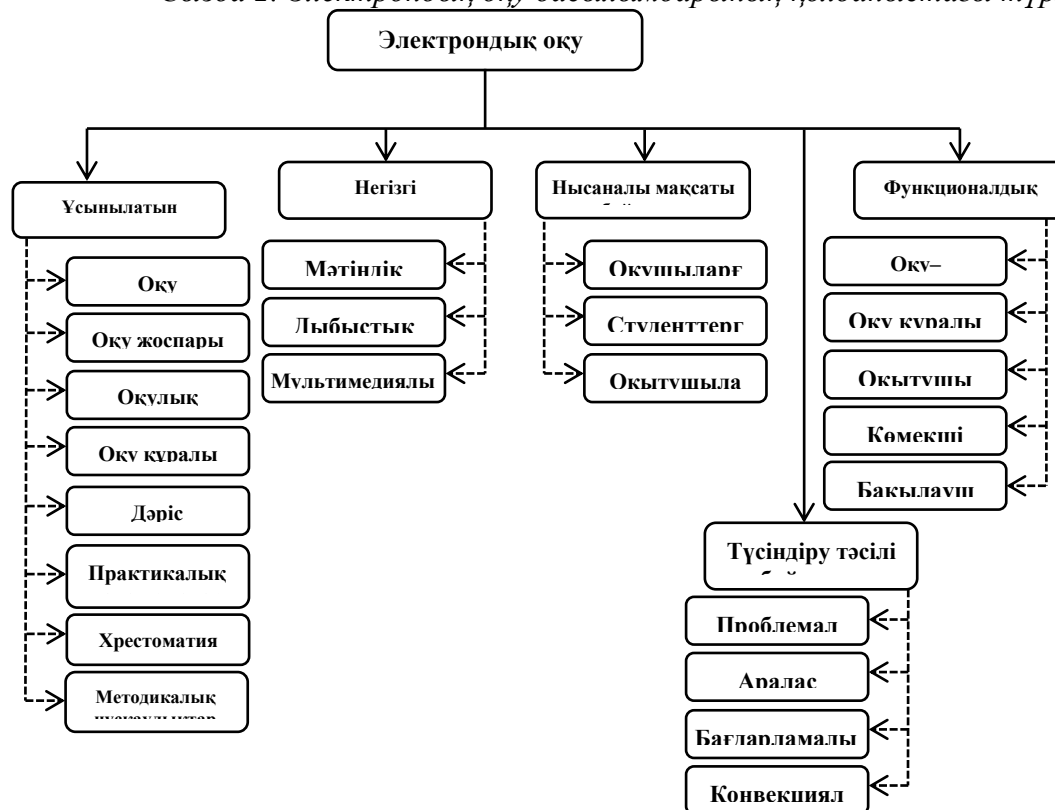 Электрондық оқу
Ұсынылатын
Негізгі
Нысаналы мақсаты
Функционалдық
Оқу
Оқу жоспары
Оқулық
Оқу құралы
Дәріс
Практикалық
Хрестоматия
Методикалық
нұсқаулықтар
Мәтіндік
Дыбыстық
Мультимедиялы
Оқушыларғ
Студенттерг
Оқытушыла
Оқу–
Оқу құралы
Оқытушы
Көмекші
Бақылауш
Түсіндіру тәсілі
Проблемал
Аралас
Бағдарламалы
Конвекциял